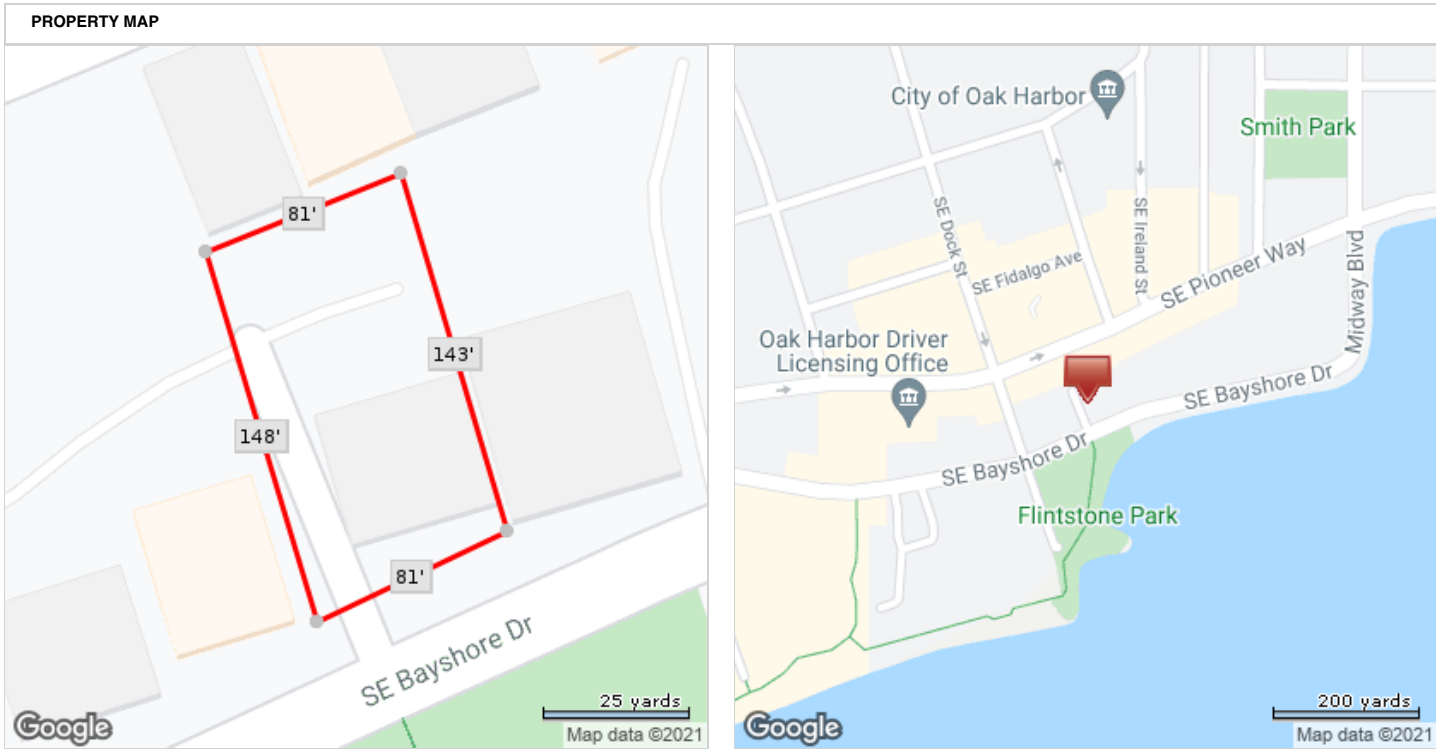 PROPERTY MAP
81'
143'
148'
81'
SE Bayshore Dr
25 yards
Google
Map data ©2021
City of Oak Harbor
Smith Park
SE Dock St
SE Ireland St
SE Fidalgo Ave
SE Pioneer Way
Midway Blvd
Oak Harbor Driver
Licensing Office
SE Bayshore Dr
SE Bayshore Dr
Flintstone Park
200 yards
Google
Map data ©2021